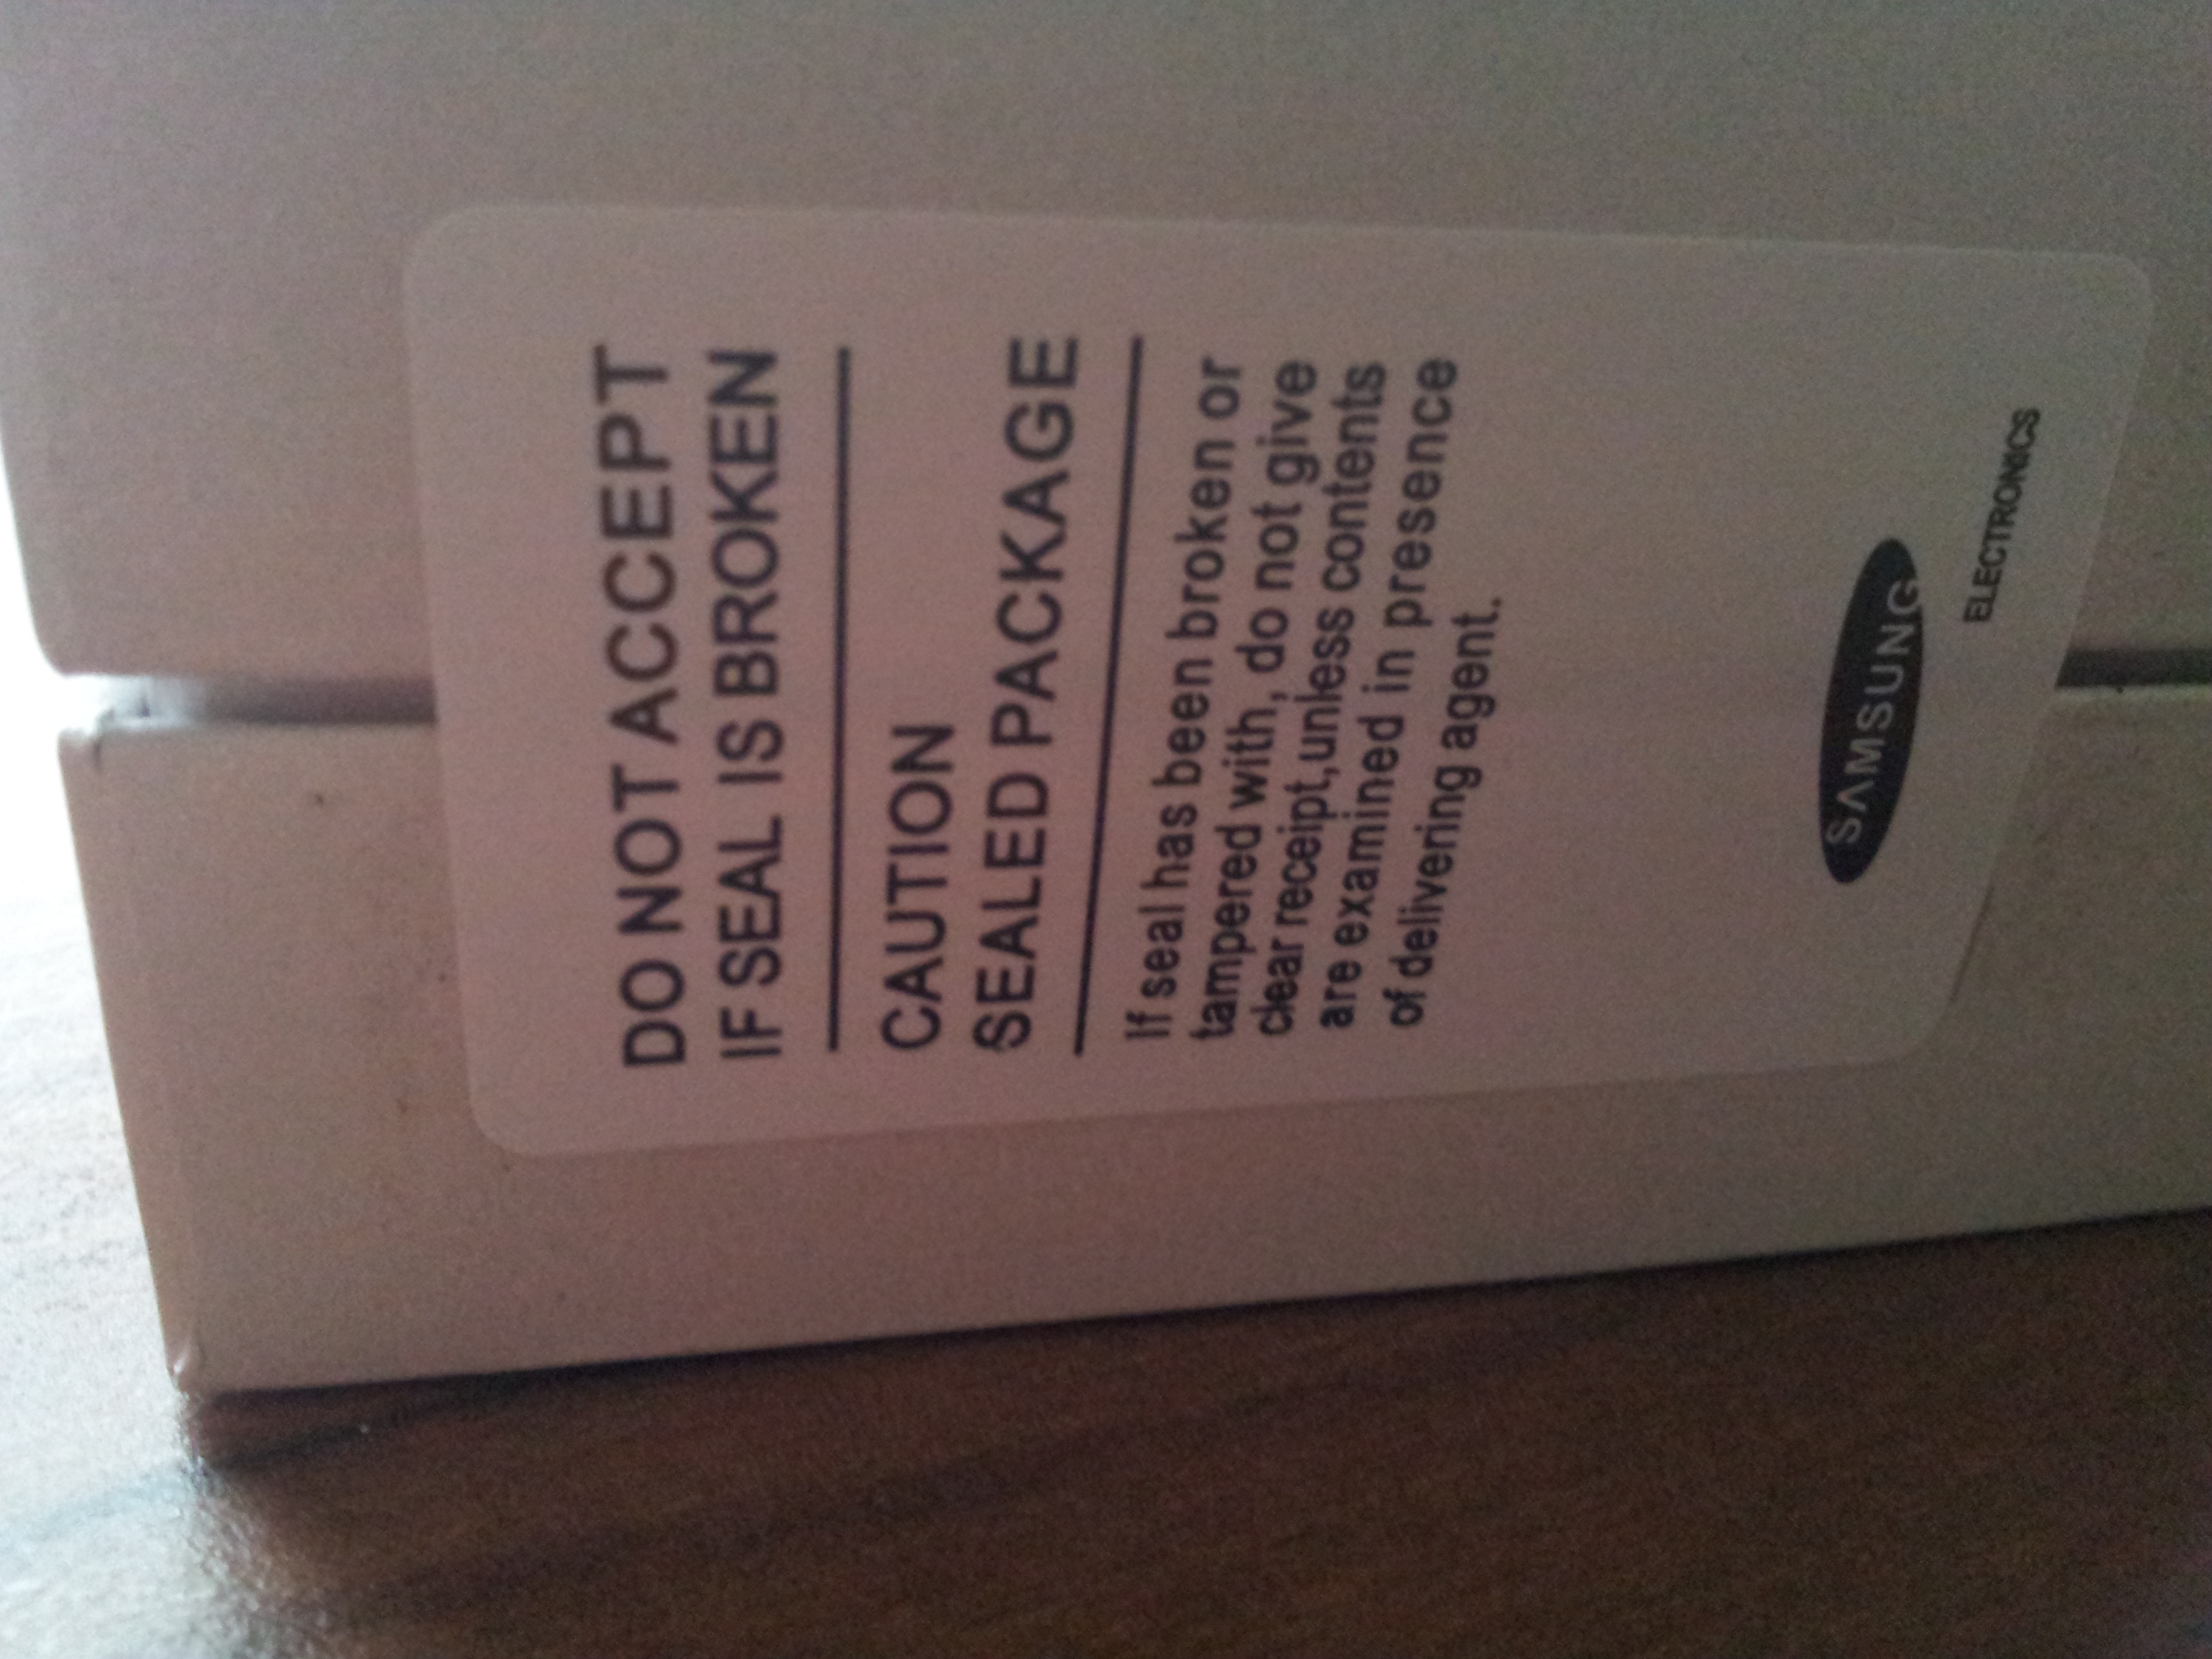 DO NOT ACCEPT
IF SEAL IS BROKEN
CAUTION
SEALED PACKAGE
If seal has been broken or
tampered with, do not give
clear receipt,unless contents
are examined in presence
of delivering agent.
SAMSUNG
ELECTRONICS